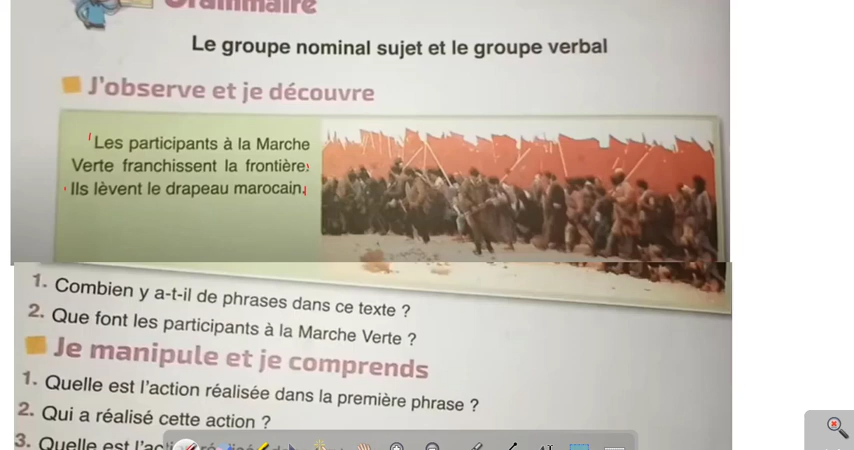 Grammaire
Le groupe nominal sujet et le groupe verbal
J'observe et je découvre
Les participants à la Marche
Verte franchissent la frontière.
Ils lèvent le drapeau marocain.
1. Combien y a-t-il de phrases dans ce texte ?
2. Que font les participants à la Marche Verte ?
Je manipule et je comprends
1. Quelle est l'action réalisée dans la première phrase ?
2. Qui a réalisé cette action ?
3. Quelle est